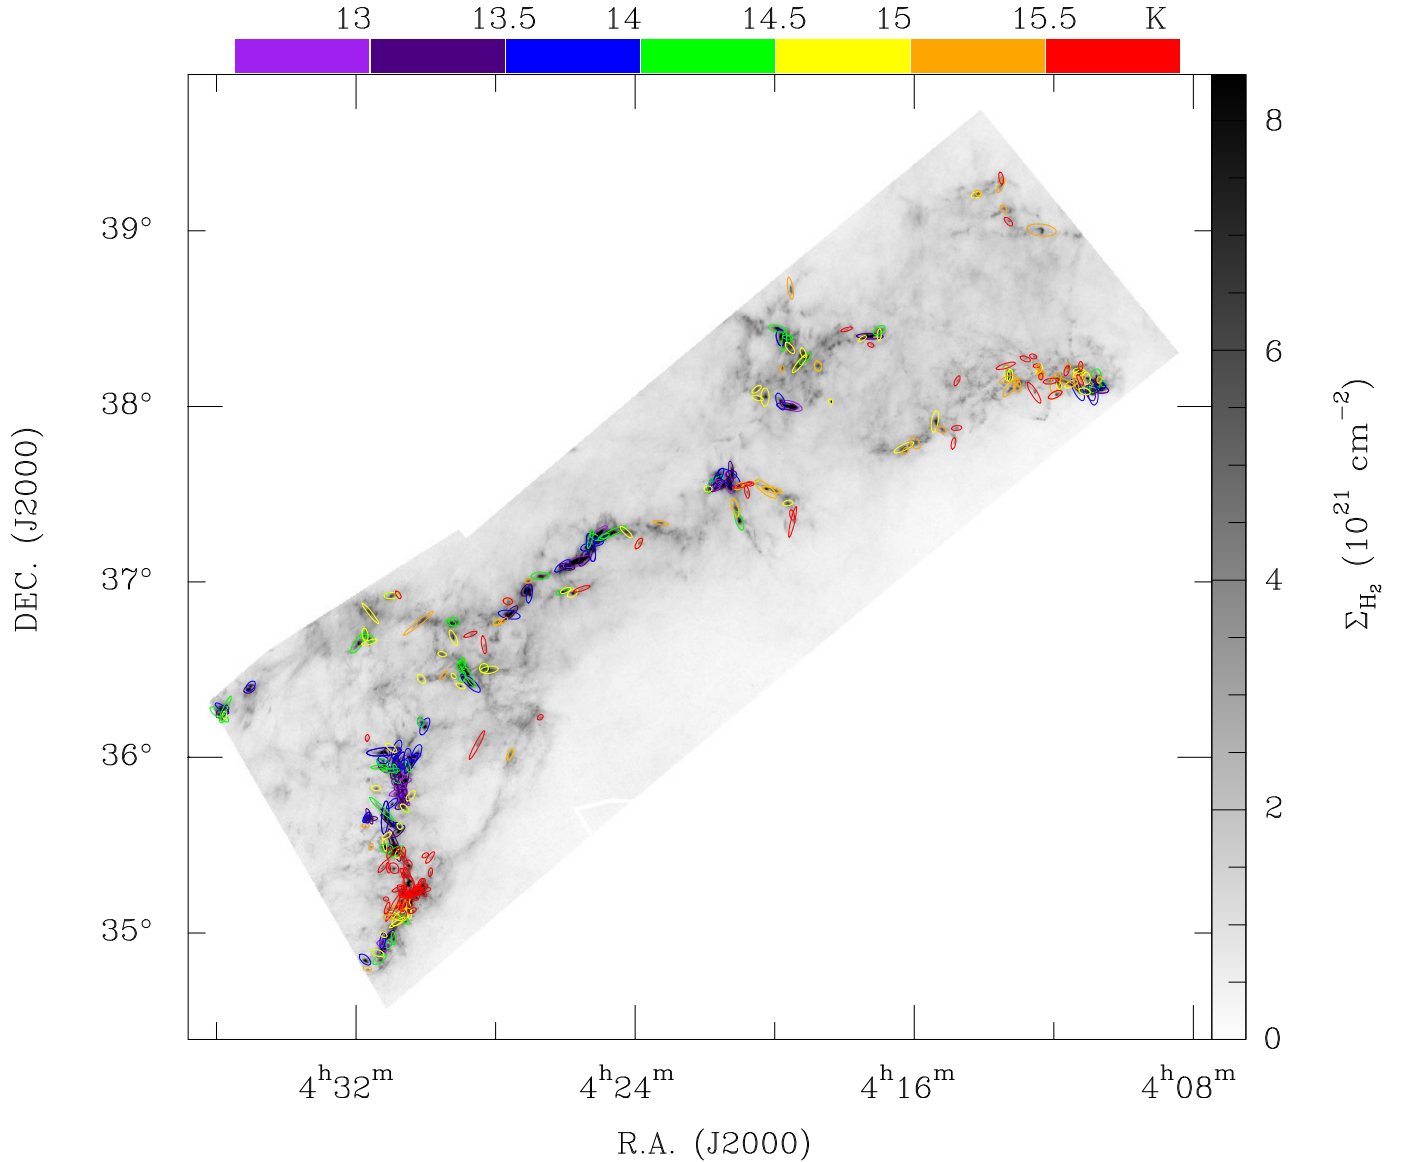 13 13.5 14 14.5 15 15.5 K
8
39°
6
38°
DEC. (J2000)
Σ_H₂ (10²¹ cm⁻²)
37°
4
36°
2
35°
0
4ʰ32ᵐ 4ʰ24ᵐ 4ʰ16ᵐ 4ʰ08ᵐ
R.A. (J2000)